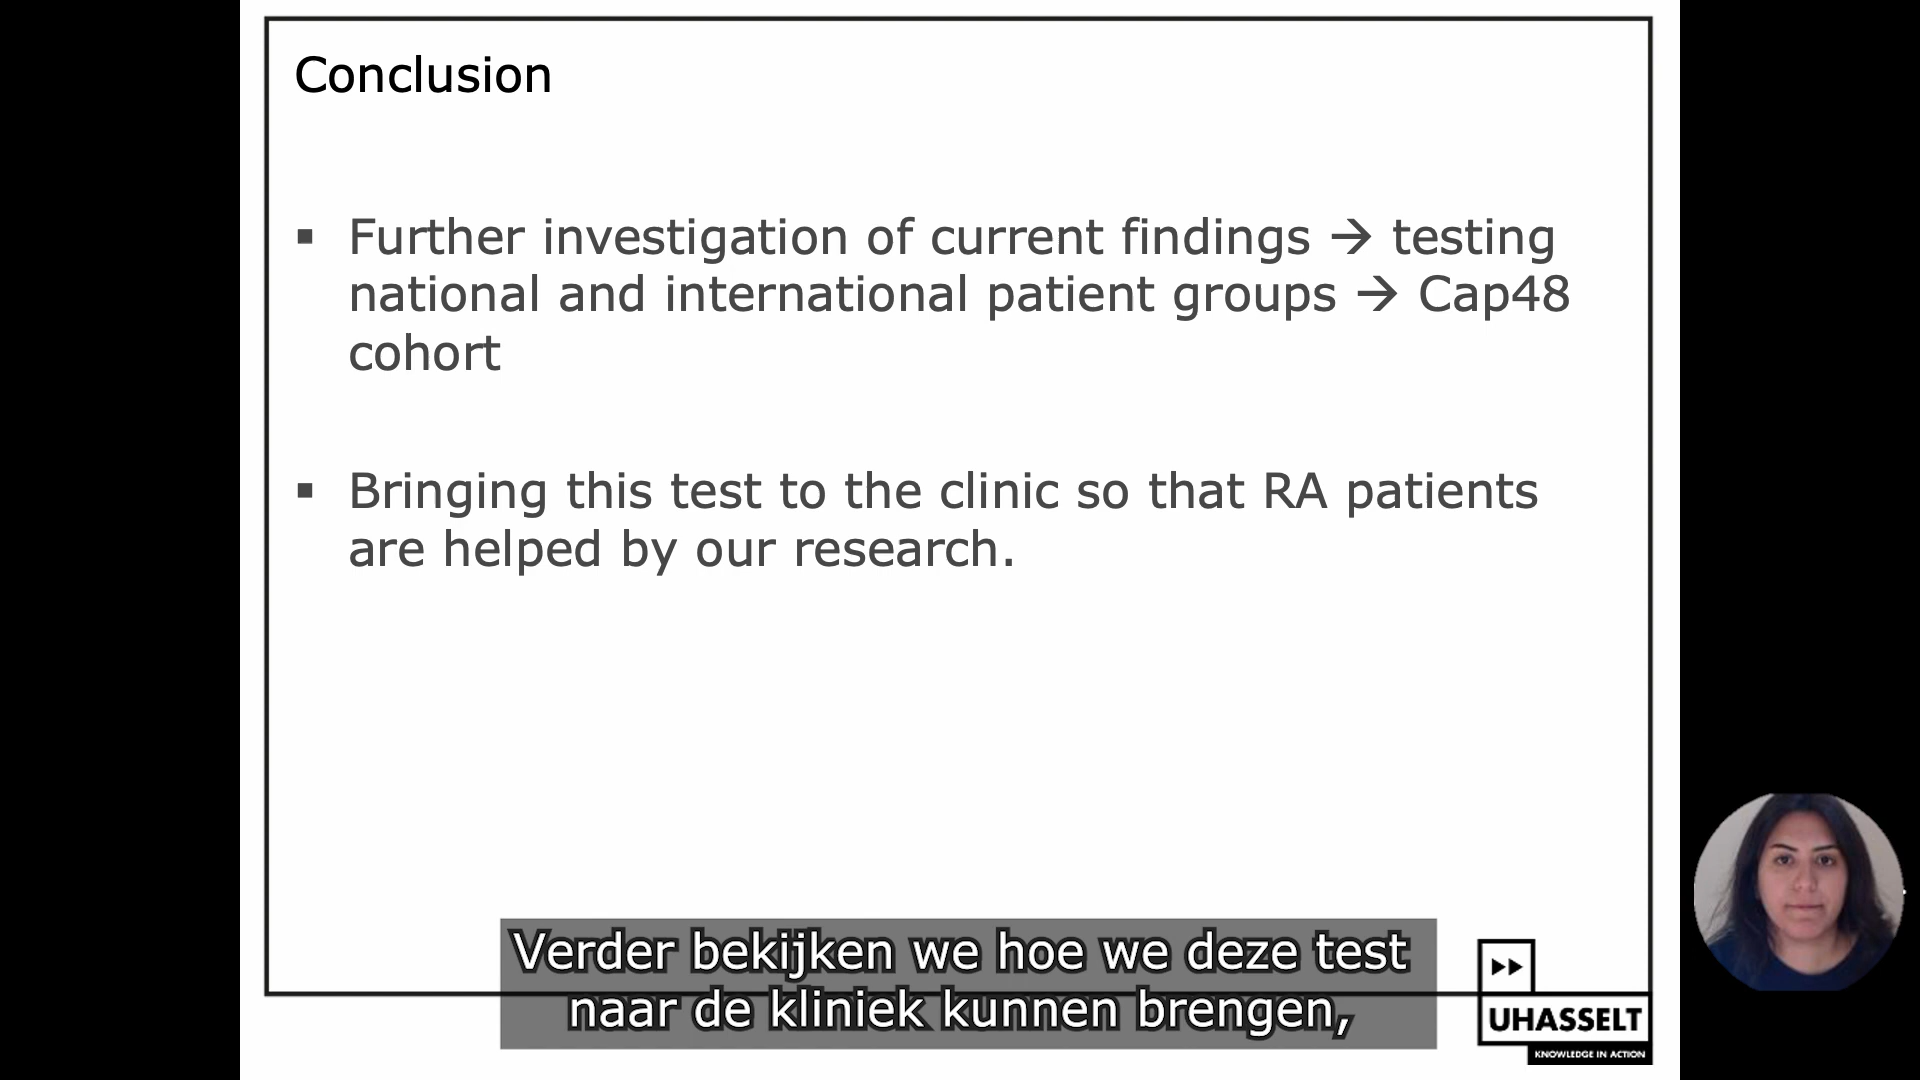 Conclusion
▪ Further investigation of current findings → testing
national and international patient groups → Cap48
cohort
▪ Bringing this test to the clinic so that RA patients
are helped by our research.
Verder bekijken we hoe we deze test
naar de kliniek kunnen brengen,
UHASSELT
KNOWLEDGE IN ACTION